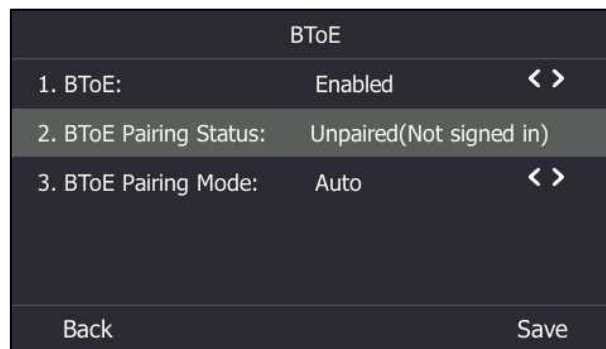 BToE
1. BToE: Enabled < >
2. BToE Pairing Status: Unpaired(Not signed in)
3. BToE Pairing Mode: Auto < >
Back Save